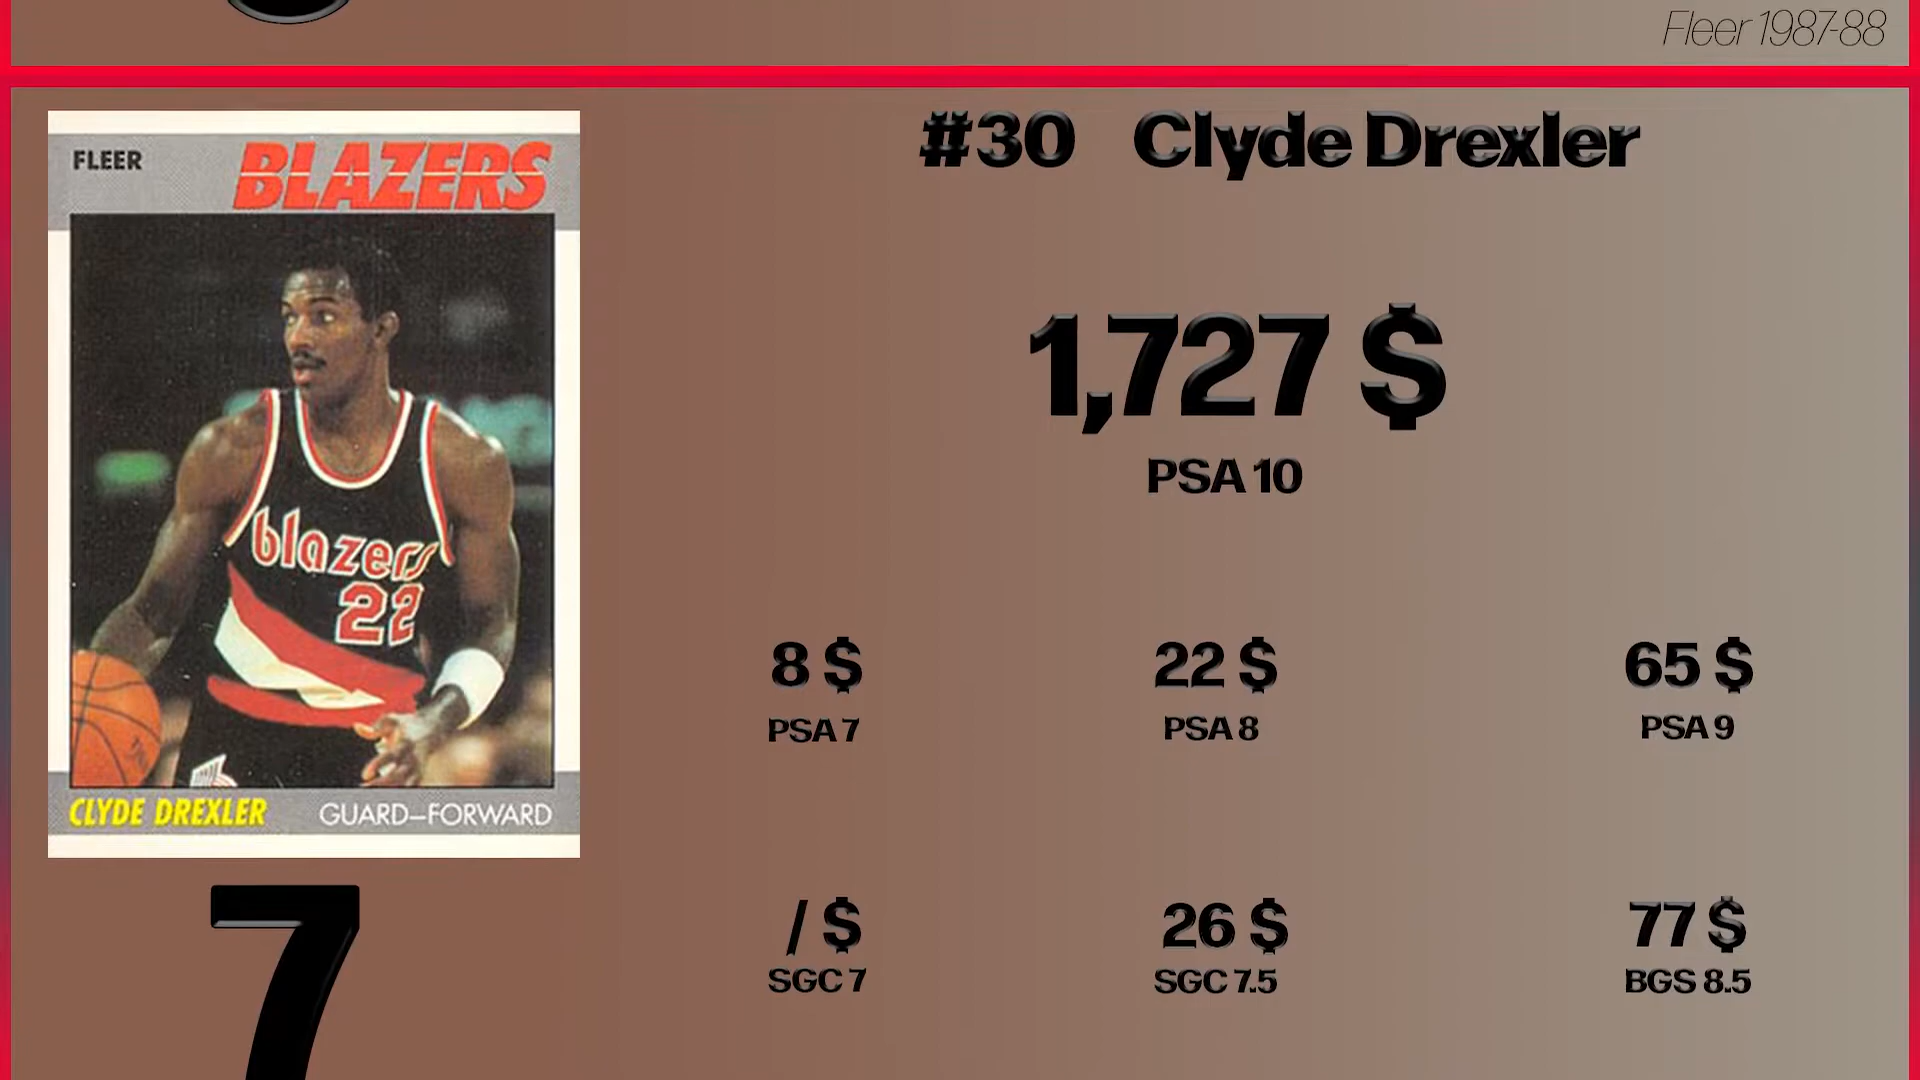 Fleer 1987-88
#30 Clyde Drexler
FLEER
BLAZERS
blazers
22
CLYDE DREXLER
GUARD–FORWARD
1,727 $
PSA 10
8 $
PSA 7
22 $
PSA 8
65 $
PSA 9
/ $
SGC 7
26 $
SGC 7.5
77 $
BGS 8.5
7